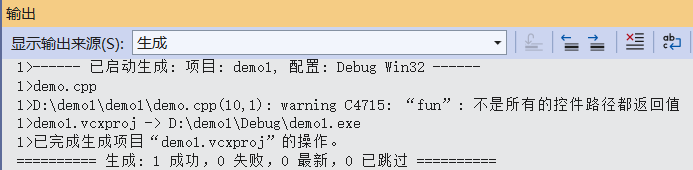 输出
显示输出来源(S): 生成
1>------ 已启动生成: 项目: demo1, 配置: Debug Win32 ------
1>demo.cpp
1>D:\demo1\demo1\demo.cpp(10,1): warning C4715: “fun”: 不是所有的控件路径都返回值
1>demo1.vcxproj -> D:\demo1\Debug\demo1.exe
1>已完成生成项目“demo1.vcxproj”的操作。
========== 生成: 1 成功，0 失败，0 最新，0 已跳过 ==========